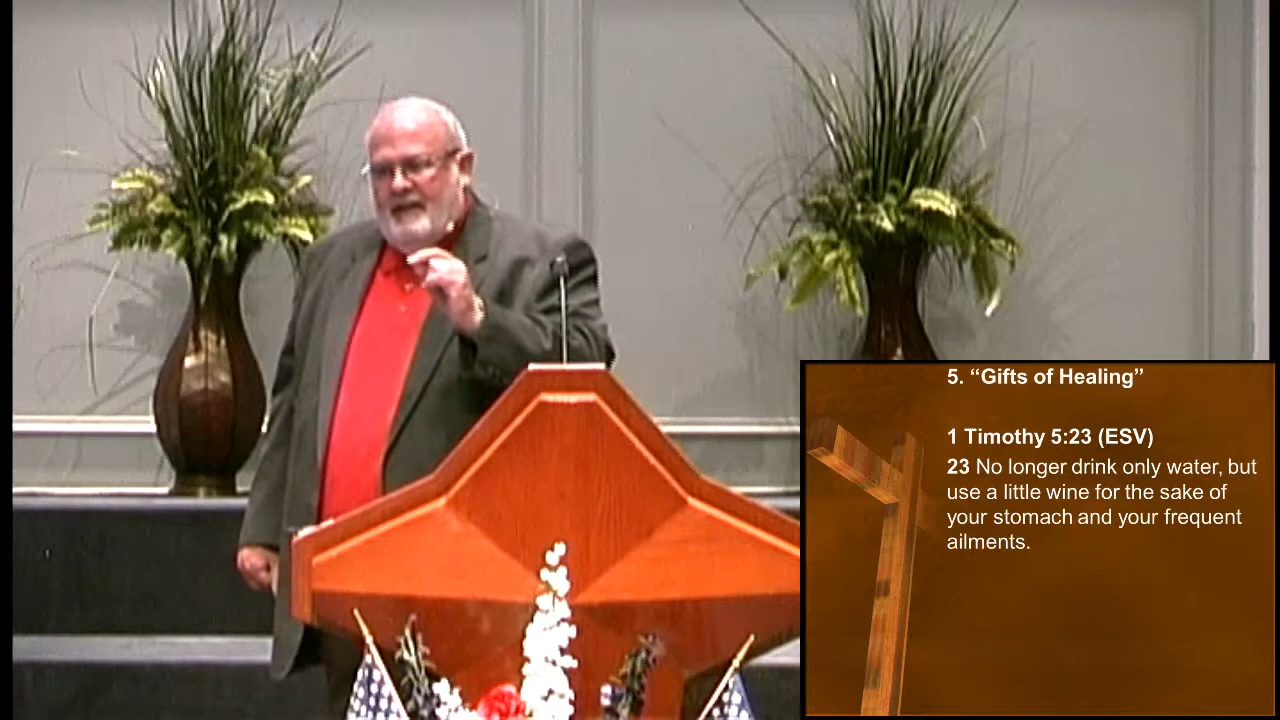 5. “Gifts of Healing”
1 Timothy 5:23 (ESV)
23 No longer drink only water, but
use a little wine for the sake of
your stomach and your frequent
ailments.